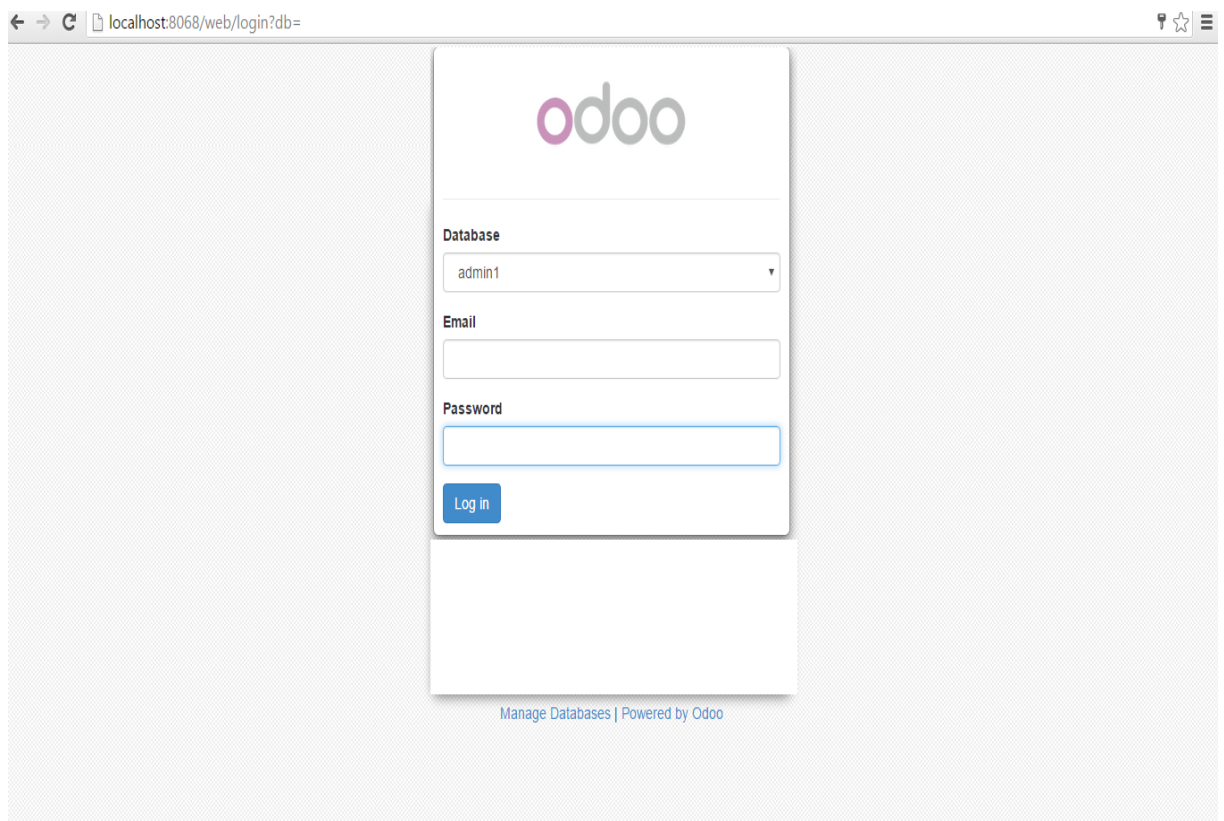 localhost:8068/web/login?db=
odoo
Database
admin1
Email
Password
Log in
Manage Databases | Powered by Odoo